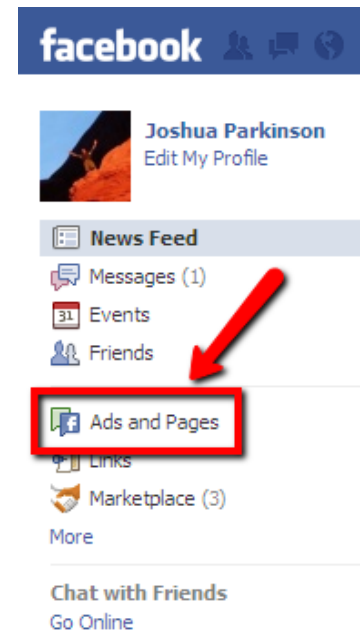 facebook
Joshua Parkinson
Edit My Profile
News Feed
Messages (1)
31 Events
Friends
Ads and Pages
Links
Marketplace (3)
More
Chat with Friends
Go Online